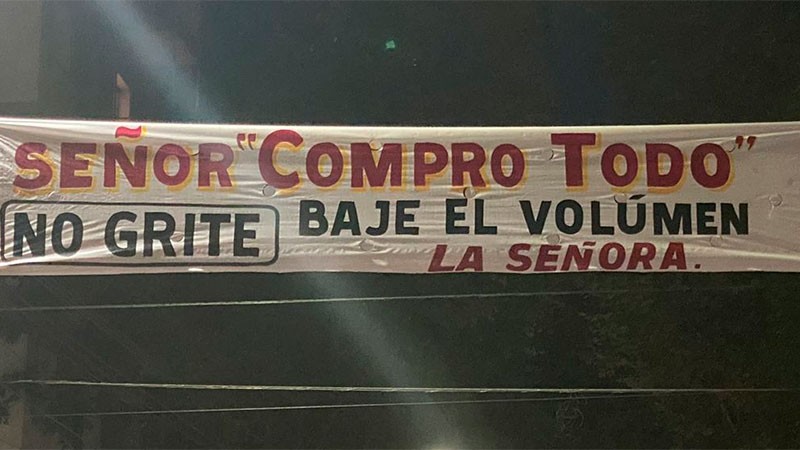 SEÑOR "COMPRO TODO"
NO GRITE BAJE EL VOLÚMEN
LA SEÑORA.